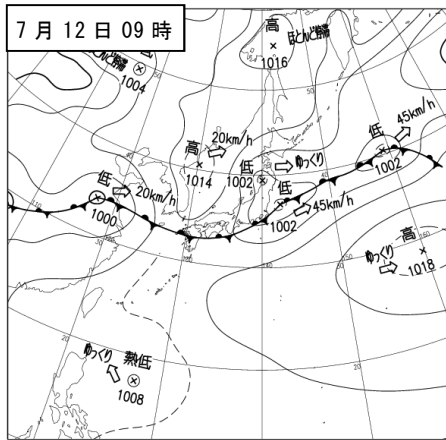 7月12日09時
ほとんど停滞
低
1004
高
1016
ほとんど停滞
20km/h
高
1014
低
1002
ゆっくり
低
1002
45km/h
低
1002
45km/h
低
1000
20km/h
高
1018
ゆっくり
ゆっくり
熱低
1008